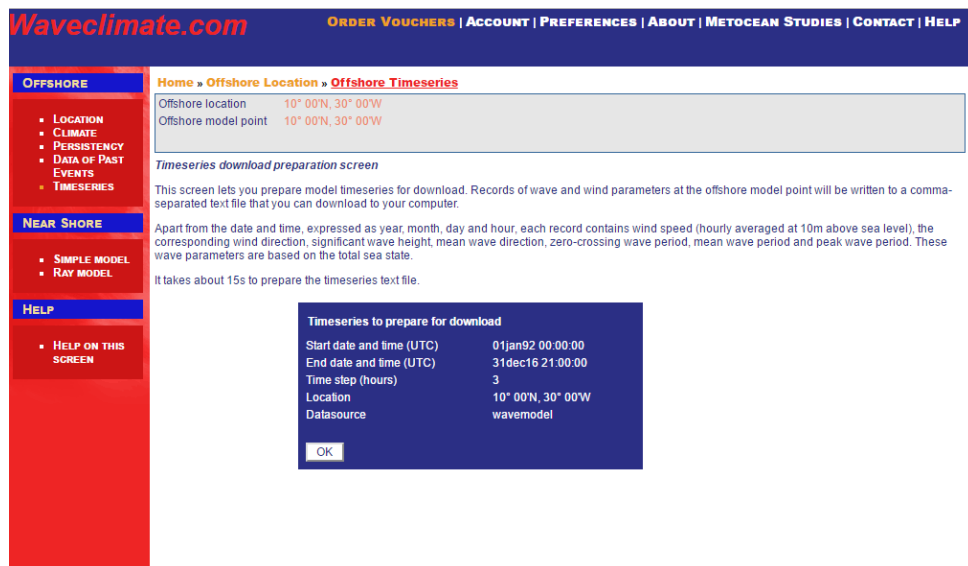 Waveclimate.com
ORDER VOUCHERS | ACCOUNT | PREFERENCES | ABOUT | METOCEAN STUDIES | CONTACT | HELP
OFFSHORE
LOCATION
CLIMATE
PERSISTENCY
DATA OF PAST
EVENTS
TIMESERIES
NEAR SHORE
SIMPLE MODEL
RAY MODEL
HELP
HELP ON THIS
SCREEN
Home » Offshore Location » Offshore Timeseries
Offshore location 10° 00'N, 30° 00'W
Offshore model point 10° 00'N, 30° 00'W
Timeseries download preparation screen
This screen lets you prepare model timeseries for download. Records of wave and wind parameters at the offshore model point will be written to a comma-
separated text file that you can download to your computer.
Apart from the date and time, expressed as year, month, day and hour, each record contains wind speed (hourly averaged at 10m above sea level), the
corresponding wind direction, significant wave height, mean wave direction, zero-crossing wave period, mean wave period and peak wave period. These
wave parameters are based on the total sea state.
It takes about 15s to prepare the timeseries text file.
Timeseries to prepare for download
Start date and time (UTC) 01jan92 00:00:00
End date and time (UTC) 31dec16 21:00:00
Time step (hours) 3
Location 10° 00'N, 30° 00'W
Datasource wavemodel
OK